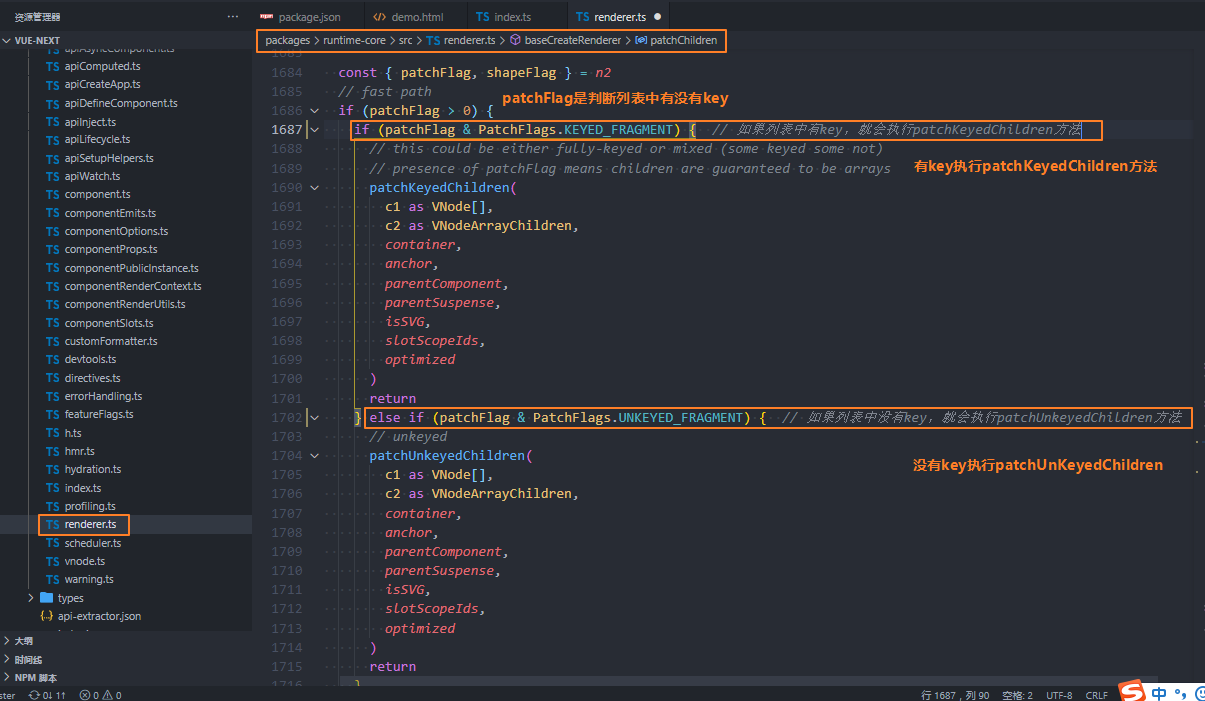 资源管理器 ···
package.json demo.html TS index.ts TS renderer.ts
VUE-NEXT
packages > runtime-core > src > TS renderer.ts > baseCreateRenderer > patchChildren
TS apiAsyncComponent.ts
TS apiComputed.ts
TS apiCreateApp.ts
TS apiDefineComponent.ts
TS apiInject.ts
TS apiLifecycle.ts
TS apiSetupHelpers.ts
TS apiWatch.ts
TS component.ts
TS componentEmits.ts
TS componentOptions.ts
TS componentProps.ts
TS componentPublicInstance.ts
TS componentRenderContext.ts
TS componentRenderUtils.ts
TS componentSlots.ts
TS customFormatter.ts
TS devtools.ts
TS directives.ts
TS errorHandling.ts
TS featureFlags.ts
TS h.ts
TS hmr.ts
TS hydration.ts
TS index.ts
TS profiling.ts
TS renderer.ts
TS scheduler.ts
TS vnode.ts
TS warning.ts
types
{..} api-extractor.json
大纲
时间线
NPM 脚本
1683
1684 const { patchFlag, shapeFlag } = n2
1685 // fast path
patchFlag是判断列表中有没有key
1686 if (patchFlag > 0) {
1687 if (patchFlag & PatchFlags.KEYED_FRAGMENT) { // 如果列表中有key，就会执行patchKeyedChildren方法
1688 // this could be either fully-keyed or mixed (some keyed some not)
1689 // presence of patchFlag means children are guaranteed to be arrays
有key执行patchKeyedChildren方法
1690 patchKeyedChildren(
1691 c1 as VNode[],
1692 c2 as VNodeArrayChildren,
1693 container,
1694 anchor,
1695 parentComponent,
1696 parentSuspense,
1697 isSVG,
1698 slotScopeIds,
1699 optimized
1700 )
1701 return
1702 } else if (patchFlag & PatchFlags.UNKEYED_FRAGMENT) { // 如果列表中没有key，就会执行patchUnkeyedChildren方法
1703 // unkeyed
1704 patchUnkeyedChildren(
没有key执行patchUnKeyedChildren
1705 c1 as VNode[],
1706 c2 as VNodeArrayChildren,
1707 container,
1708 anchor,
1709 parentComponent,
1710 parentSuspense,
1711 isSVG,
1712 slotScopeIds,
1713 optimized
1714 )
1715 return
1716 }
ster 0↓ 1↑ 0 0 行 1687，列 90 空格: 2 UTF-8 CRLF
S 中